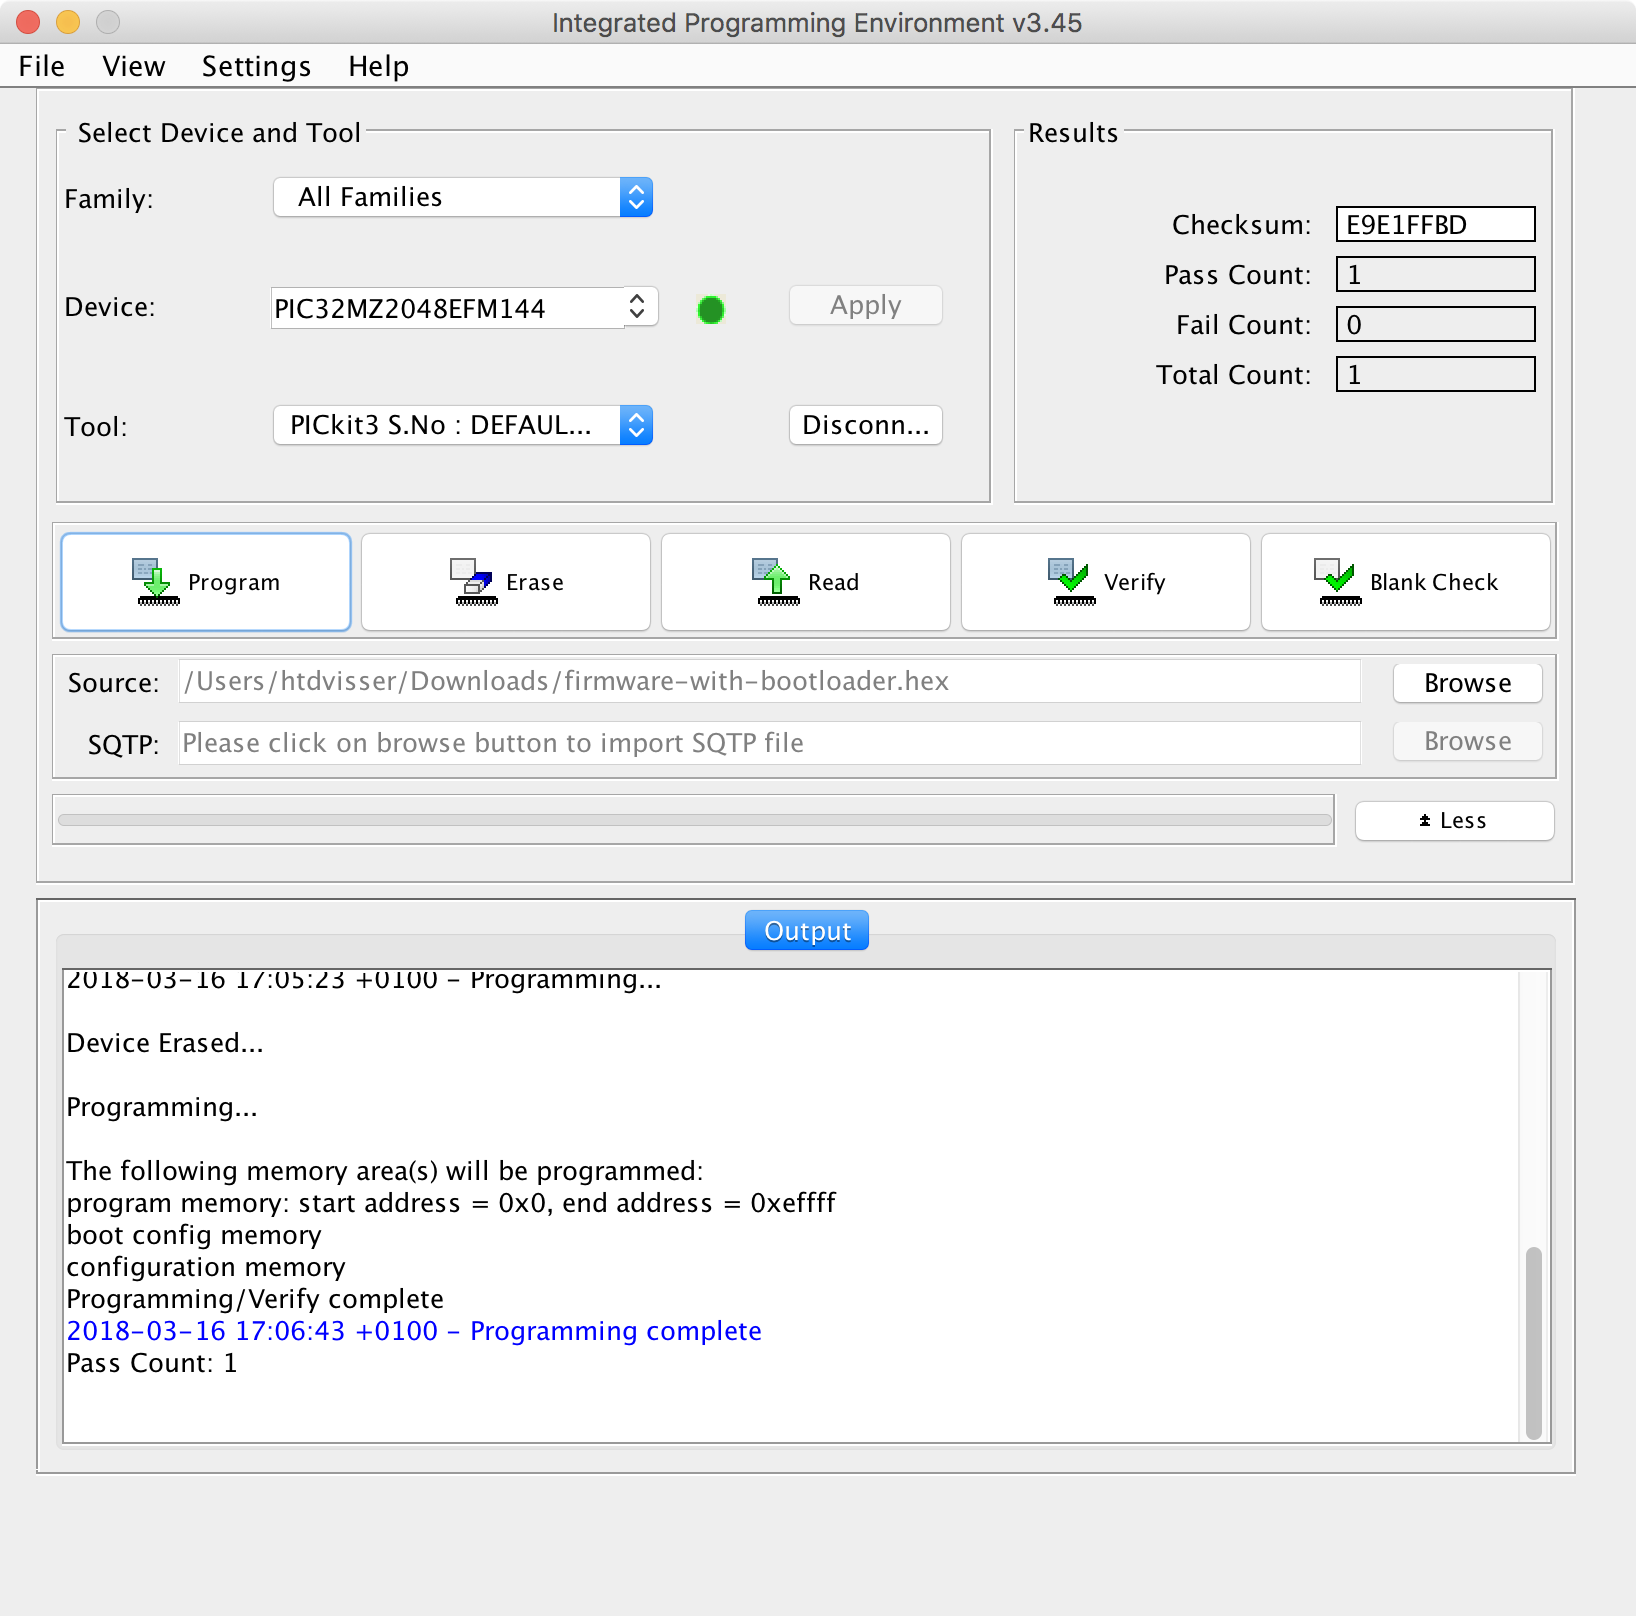 Integrated Programming Environment v3.45
File View Settings Help
Select Device and Tool
Family:
All Families
Device:
PIC32MZ2048EFM144
Apply
Tool:
PICkit3 S.No : DEFAUL...
Disconn...
Results
Checksum:
E9E1FFBD
Pass Count:
1
Fail Count:
0
Total Count:
1
Program
Erase
Read
Verify
Blank Check
Source:
/Users/htdvisser/Downloads/firmware-with-bootloader.hex
Browse
SQTP:
Please click on browse button to import SQTP file
Browse
Less
Output
2018-03-16 17:05:23 +0100 - Programming...
Device Erased...
Programming...
The following memory area(s) will be programmed:
program memory: start address = 0x0, end address = 0xeffff
boot config memory
configuration memory
Programming/Verify complete
2018-03-16 17:06:43 +0100 - Programming complete
Pass Count: 1